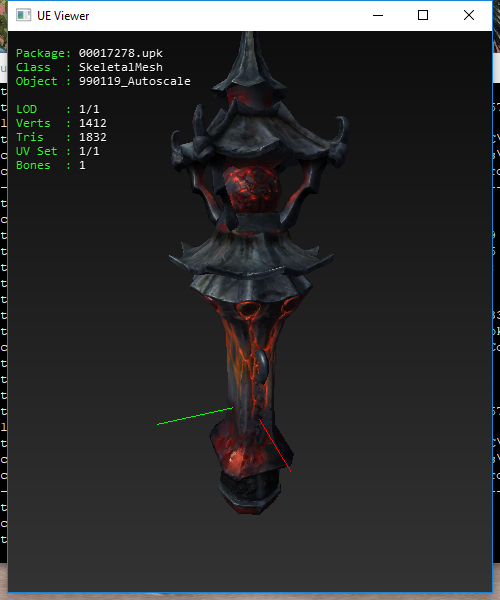 UE Viewer
Package: 00017278.upk
Class : SkeletalMesh
Object : 990119_Autoscale
LOD : 1/1
Verts : 1412
Tris : 1832
UV Set : 1/1
Bones : 1